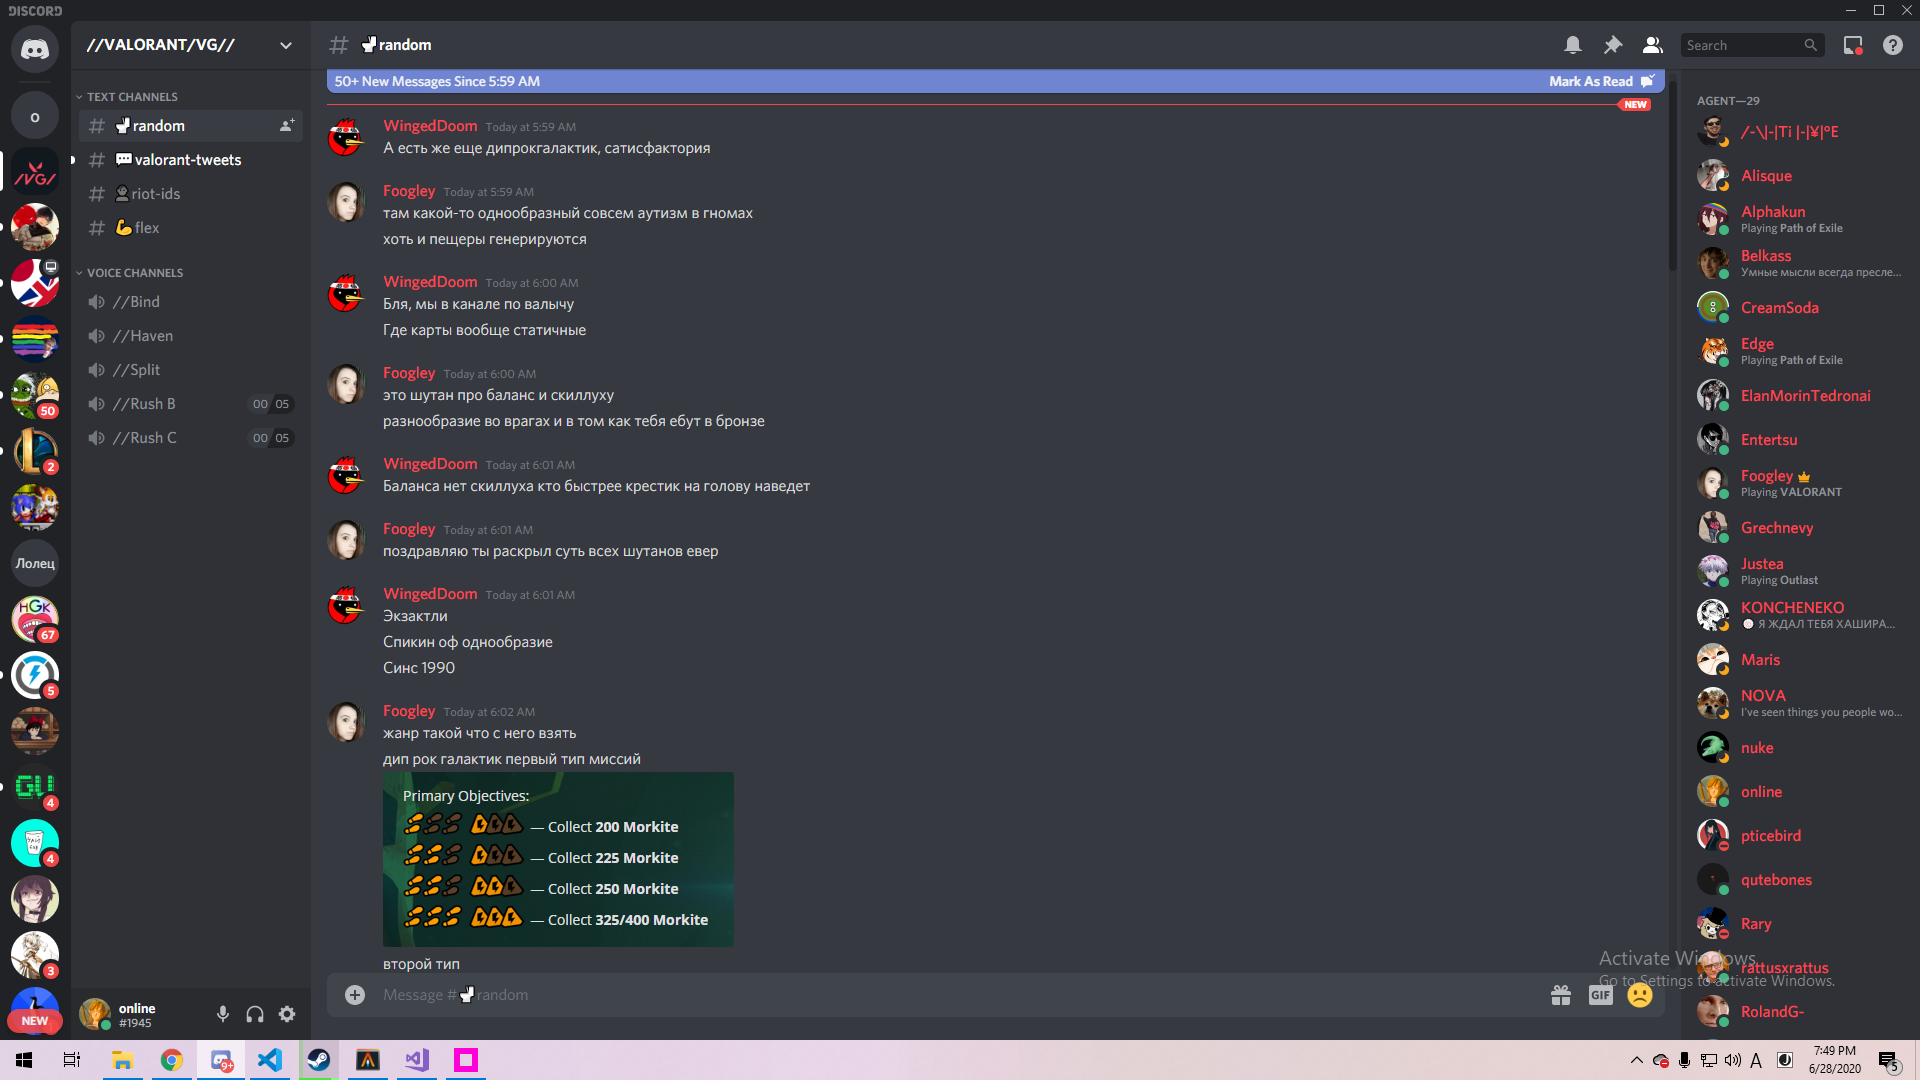 DISCORD
//VALORANT/VG//
random
Search
50+ New Messages Since 5:59 AM
Mark As Read
NEW
TEXT CHANNELS
random
valorant-tweets
riot-ids
flex
VOICE CHANNELS
//Bind
//Haven
//Split
//Rush B
00 05
//Rush C
00 05
o
/VG/
50
2
Лолец
HGK
67
5
GU
4
4
3
NEW
WingedDoom Today at 5:59 AM
А есть же еще дипрокгалактик, сатисфактория
Foogley Today at 5:59 AM
там какой-то однообразный совсем аутизм в гномах
хоть и пещеры генерируются
WingedDoom Today at 6:00 AM
Бля, мы в канале по валычу
Где карты вообще статичные
Foogley Today at 6:00 AM
это шутан про баланс и скиллуху
разнообразие во врагах и в том как тебя ебут в бронзе
WingedDoom Today at 6:01 AM
Баланса нет скиллуха кто быстрее крестик на голову наведет
Foogley Today at 6:01 AM
поздравляю ты раскрыл суть всех шутанов евер
WingedDoom Today at 6:01 AM
Экзактли
Спикин оф однообразие
Синс 1990
Foogley Today at 6:02 AM
жанр такой что с него взять
дип рок галактик первый тип миссий
Primary Objectives:
— Collect 200 Morkite
— Collect 225 Morkite
— Collect 250 Morkite
— Collect 325/400 Morkite
второй тип
Message # random
GIF
AGENT—29
/-\|-|Ti |-|¥|°E
Alisque
Alphakun
Playing Path of Exile
Belkass
Умные мысли всегда пресле...
CreamSoda
Edge
Playing Path of Exile
ElanMorinTedronai
Entertsu
Foogley
Playing VALORANT
Grechnevy
Justea
Playing Outlast
KONCHENEKO
Я ЖДАЛ ТЕБЯ ХАШИРА...
Maris
NOVA
I've seen things you people wo...
nuke
online
pticebird
qutebones
Rary
rattusxrattus
RolandG-
Activate Windows
Go to Settings to activate Windows.
online
#1945
9+
A
7:49 PM
6/28/2020
5